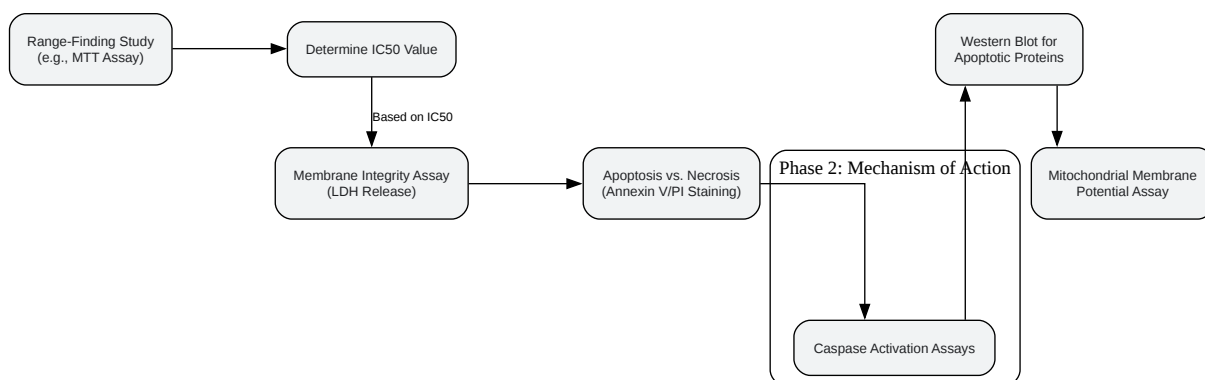 Range-Finding Study
(e.g., MTT Assay)
Determine IC50 Value
Based on IC50
Membrane Integrity Assay
(LDH Release)
Apoptosis vs. Necrosis
(Annexin V/PI Staining)
Phase 2: Mechanism of Action
Caspase Activation Assays
Western Blot for
Apoptotic Proteins
Mitochondrial Membrane
Potential Assay